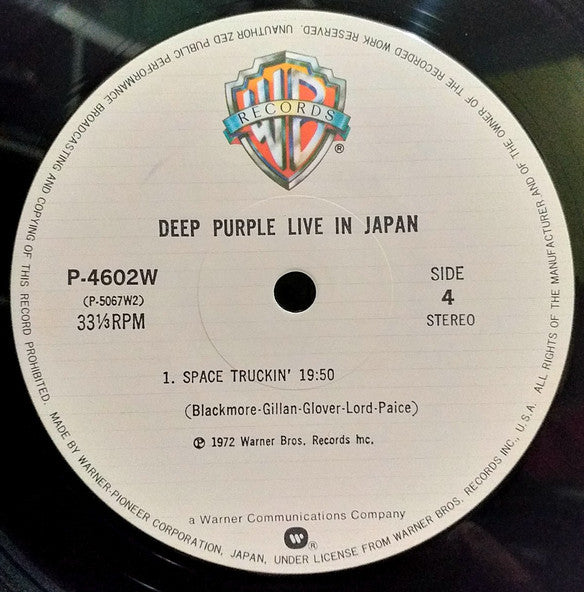 ALL RIGHTS OF THE MANUFACTURER AND OF THE OWNER OF THE RECORDED WORK RESERVED. UNAUTHORIZED PUBLIC PERFORMANCE BROADCASTING AND COPYING OF THIS RECORD PROHIBITED.
WB
RECORDS
®
DEEP PURPLE LIVE IN JAPAN
P-4602W
(P-5067W2)
33⅓RPM
SIDE
4
STEREO
1. SPACE TRUCKIN' 19:50
(Blackmore-Gillan-Glover-Lord-Paice)
℗ 1972 Warner Bros. Records Inc.
a Warner Communications Company
®
MADE BY WARNER-PIONEER CORPORATION, JAPAN, UNDER LICENSE FROM WARNER BROS. RECORDS INC., U.S.A.